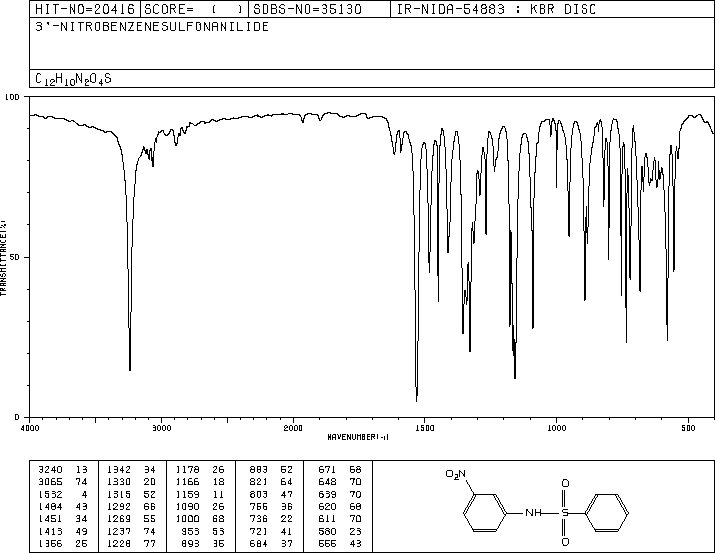 HIT-NO=20416 SCORE= ( ) SDBS-NO=35130 IR-NIDA-54883 : KBR DISC
3'-NITROBENZENESULFONANILIDE
C12H10N2O4S
100
50
0
TRANSMITTANCE(%)
4000 3000 2000 1500 1000 500
WAVENUMBER(-1)
3240 13 1342 34 1178 26 883 52 671 68
3065 74 1330 20 1166 18 821 64 648 70
1532 4 1315 52 1159 11 803 47 639 70
1484 43 1292 66 1090 26 755 36 620 68
1451 34 1269 55 1000 68 736 22 611 70
1413 49 1237 74 953 53 721 41 580 23
1356 25 1228 77 893 35 684 37 555 43
O2N
O
NH S
O